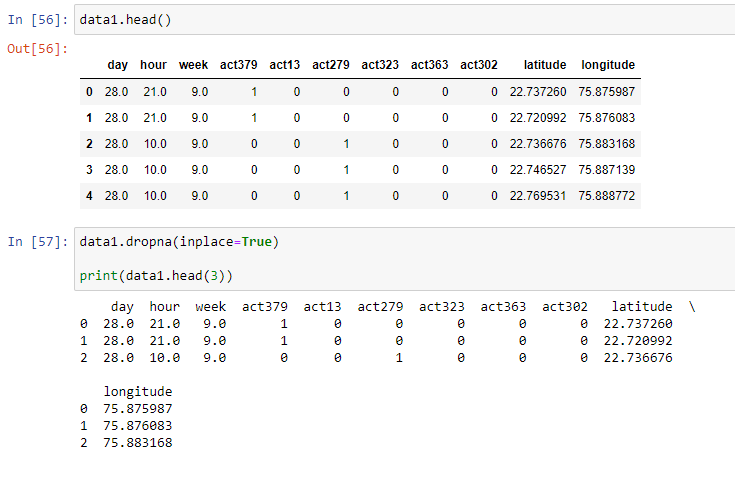 In [56]: data1.head()
Out[56]:
day hour week act379 act13 act279 act323 act363 act302 latitude longitude
0 28.0 21.0 9.0 1 0 0 0 0 0 22.737260 75.875987
1 28.0 21.0 9.0 1 0 0 0 0 0 22.720992 75.876083
2 28.0 10.0 9.0 0 0 1 0 0 0 22.736676 75.883168
3 28.0 10.0 9.0 0 0 1 0 0 0 22.746527 75.887139
4 28.0 10.0 9.0 0 0 1 0 0 0 22.769531 75.888772
In [57]: data1.dropna(inplace=True)
print(data1.head(3))
day hour week act379 act13 act279 act323 act363 act302 latitude \
0 28.0 21.0 9.0 1 0 0 0 0 0 22.737260
1 28.0 21.0 9.0 1 0 0 0 0 0 22.720992
2 28.0 10.0 9.0 0 0 1 0 0 0 22.736676
longitude
0 75.875987
1 75.876083
2 75.883168